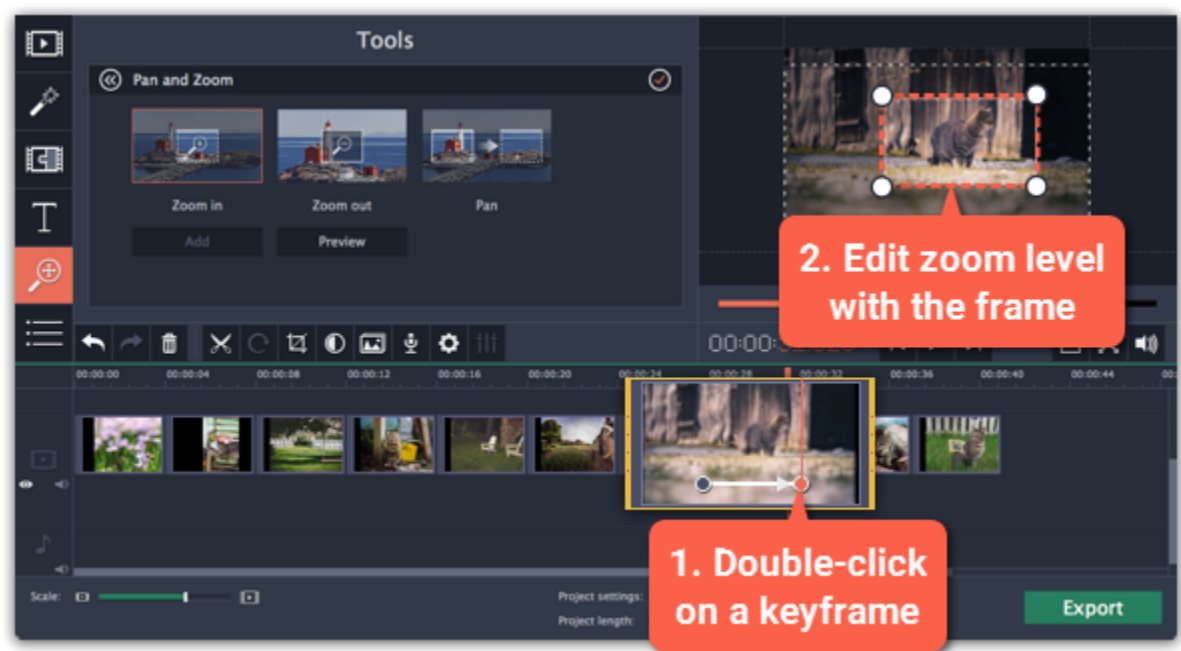 Tools
Pan and Zoom
Zoom in
Zoom out
Pan
Add
Preview
T
2. Edit zoom level
with the frame
00:00:
00:00:00
00:00:04
00:00:08
00:00:12
00:00:16
00:00:20
00:00:24
00:00:28
00:00:32
00:00:36
00:00:40
00:00:44
00:
1. Double-click
on a keyframe
Scale:
Project settings:
Project length:
Export